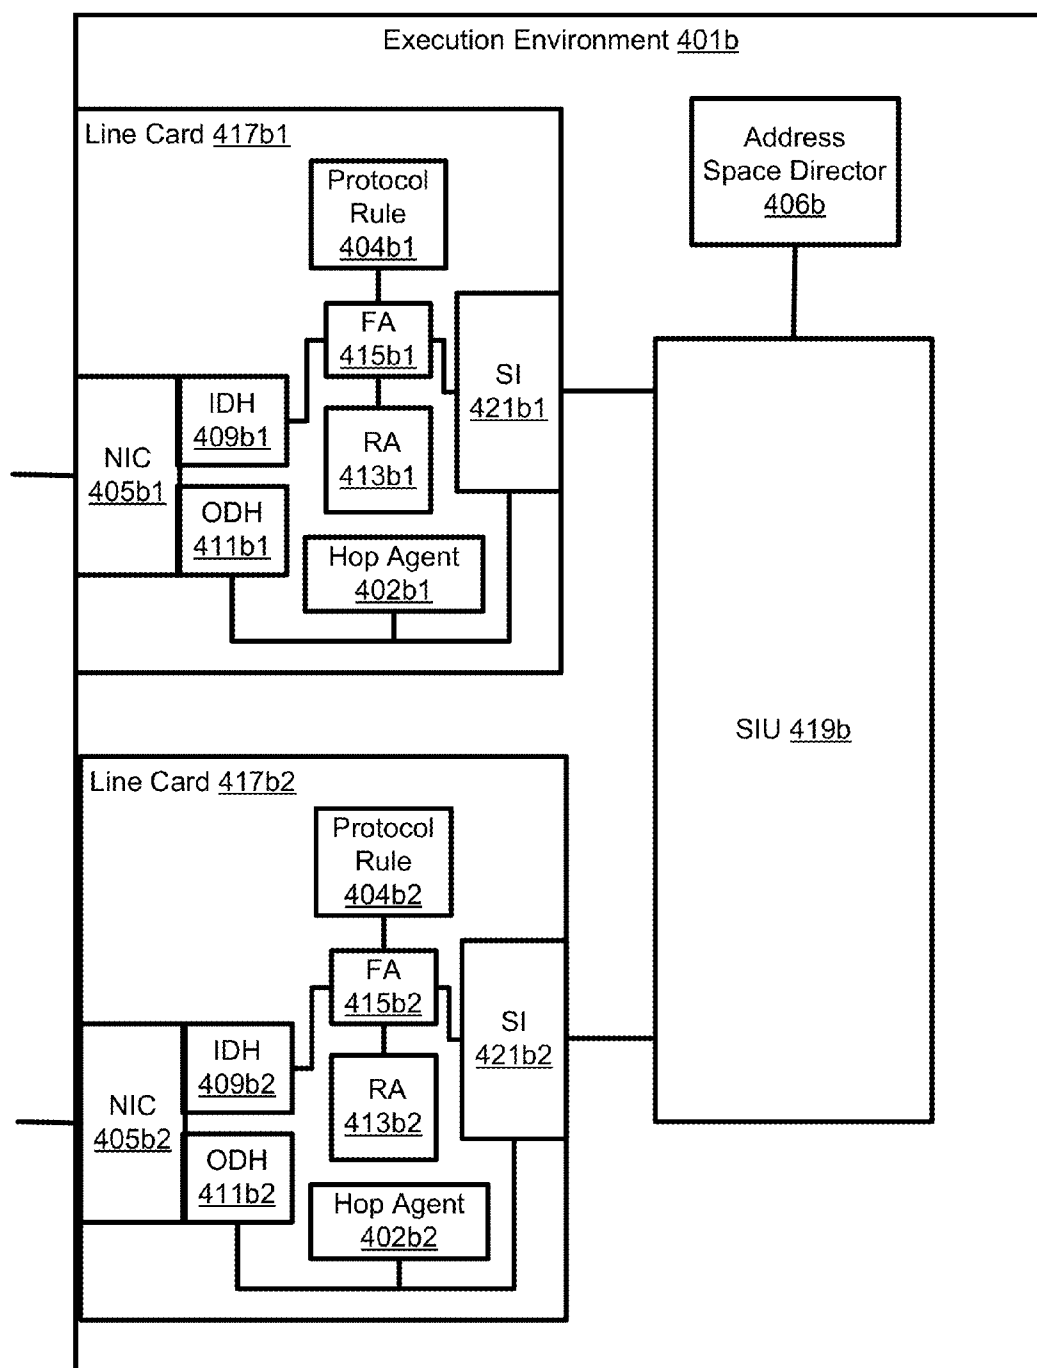 Execution Environment 401b
Line Card 417b1
Protocol
Rule
404b1
FA
415b1
RA
413b1
SI
421b1
IDH
409b1
NIC
405b1
ODH
411b1
Hop Agent
402b1
Address
Space Director
406b
SIU 419b
Line Card 417b2
Protocol
Rule
404b2
FA
415b2
RA
413b2
SI
421b2
IDH
409b2
NIC
405b2
ODH
411b2
Hop Agent
402b2